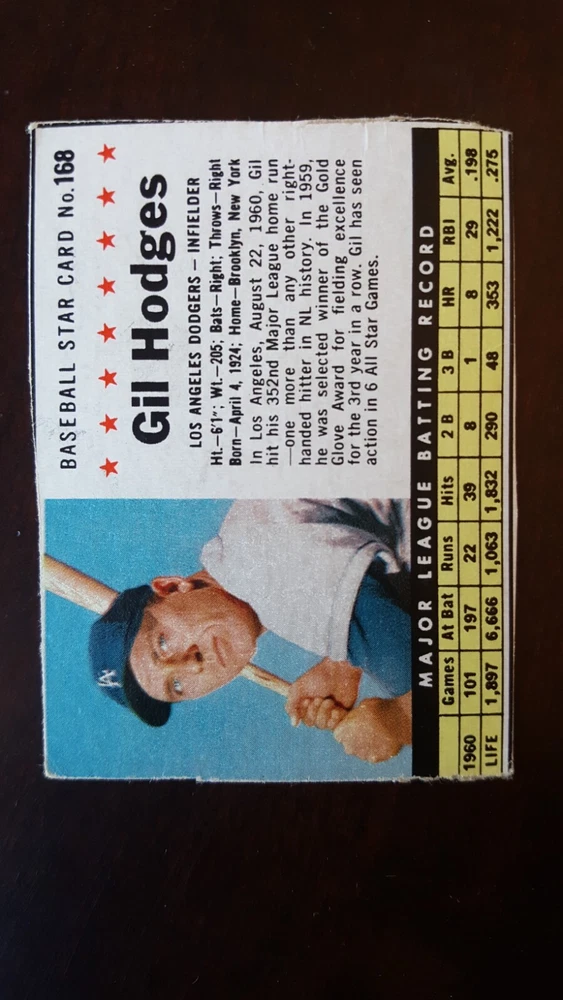 BASEBALL STAR CARD No. 168
Gil Hodges
LOS ANGELES DODGERS — INFIELDER
Ht.—6'1"; Wt.—205; Bats—Right; Throws—Right
Born—April 4, 1924; Home—Brooklyn, New York
In Los Angeles, August 22, 1960, Gil
hit his 352nd Major League home run
—one more than any other right-
handed hitter in NL history. In 1959,
he was selected winner of the Gold
Glove Award for fielding excellence
for the 3rd year in a row. Gil has seen
action in 6 All Star Games.
LA
MAJOR LEAGUE BATTING RECORD
Games At Bat Runs Hits 2 B 3 B HR RBI Avg.
1960 101 197 22 39 8 1 8 29 .198
LIFE 1,897 6,666 1,063 1,832 290 48 353 1,222 .275